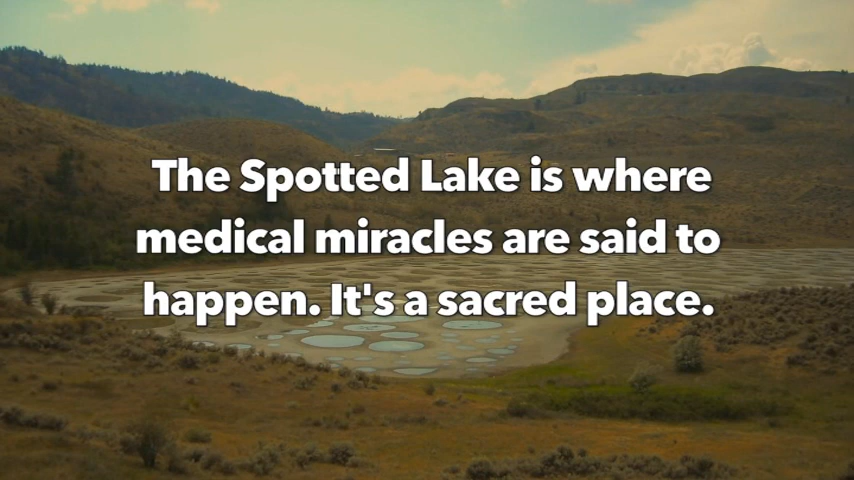 The Spotted Lake is where
medical miracles are said to
happen. It's a sacred place.